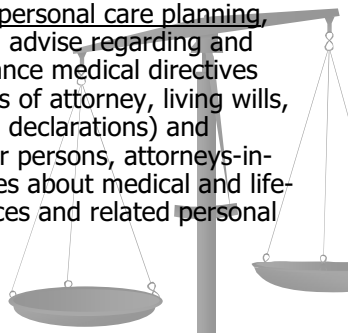 personal care planning,
advise regarding and
ance medical directives
s of attorney, living wills,
declarations) and
r persons, attorneys-in-
es about medical and life-
ces and related personal